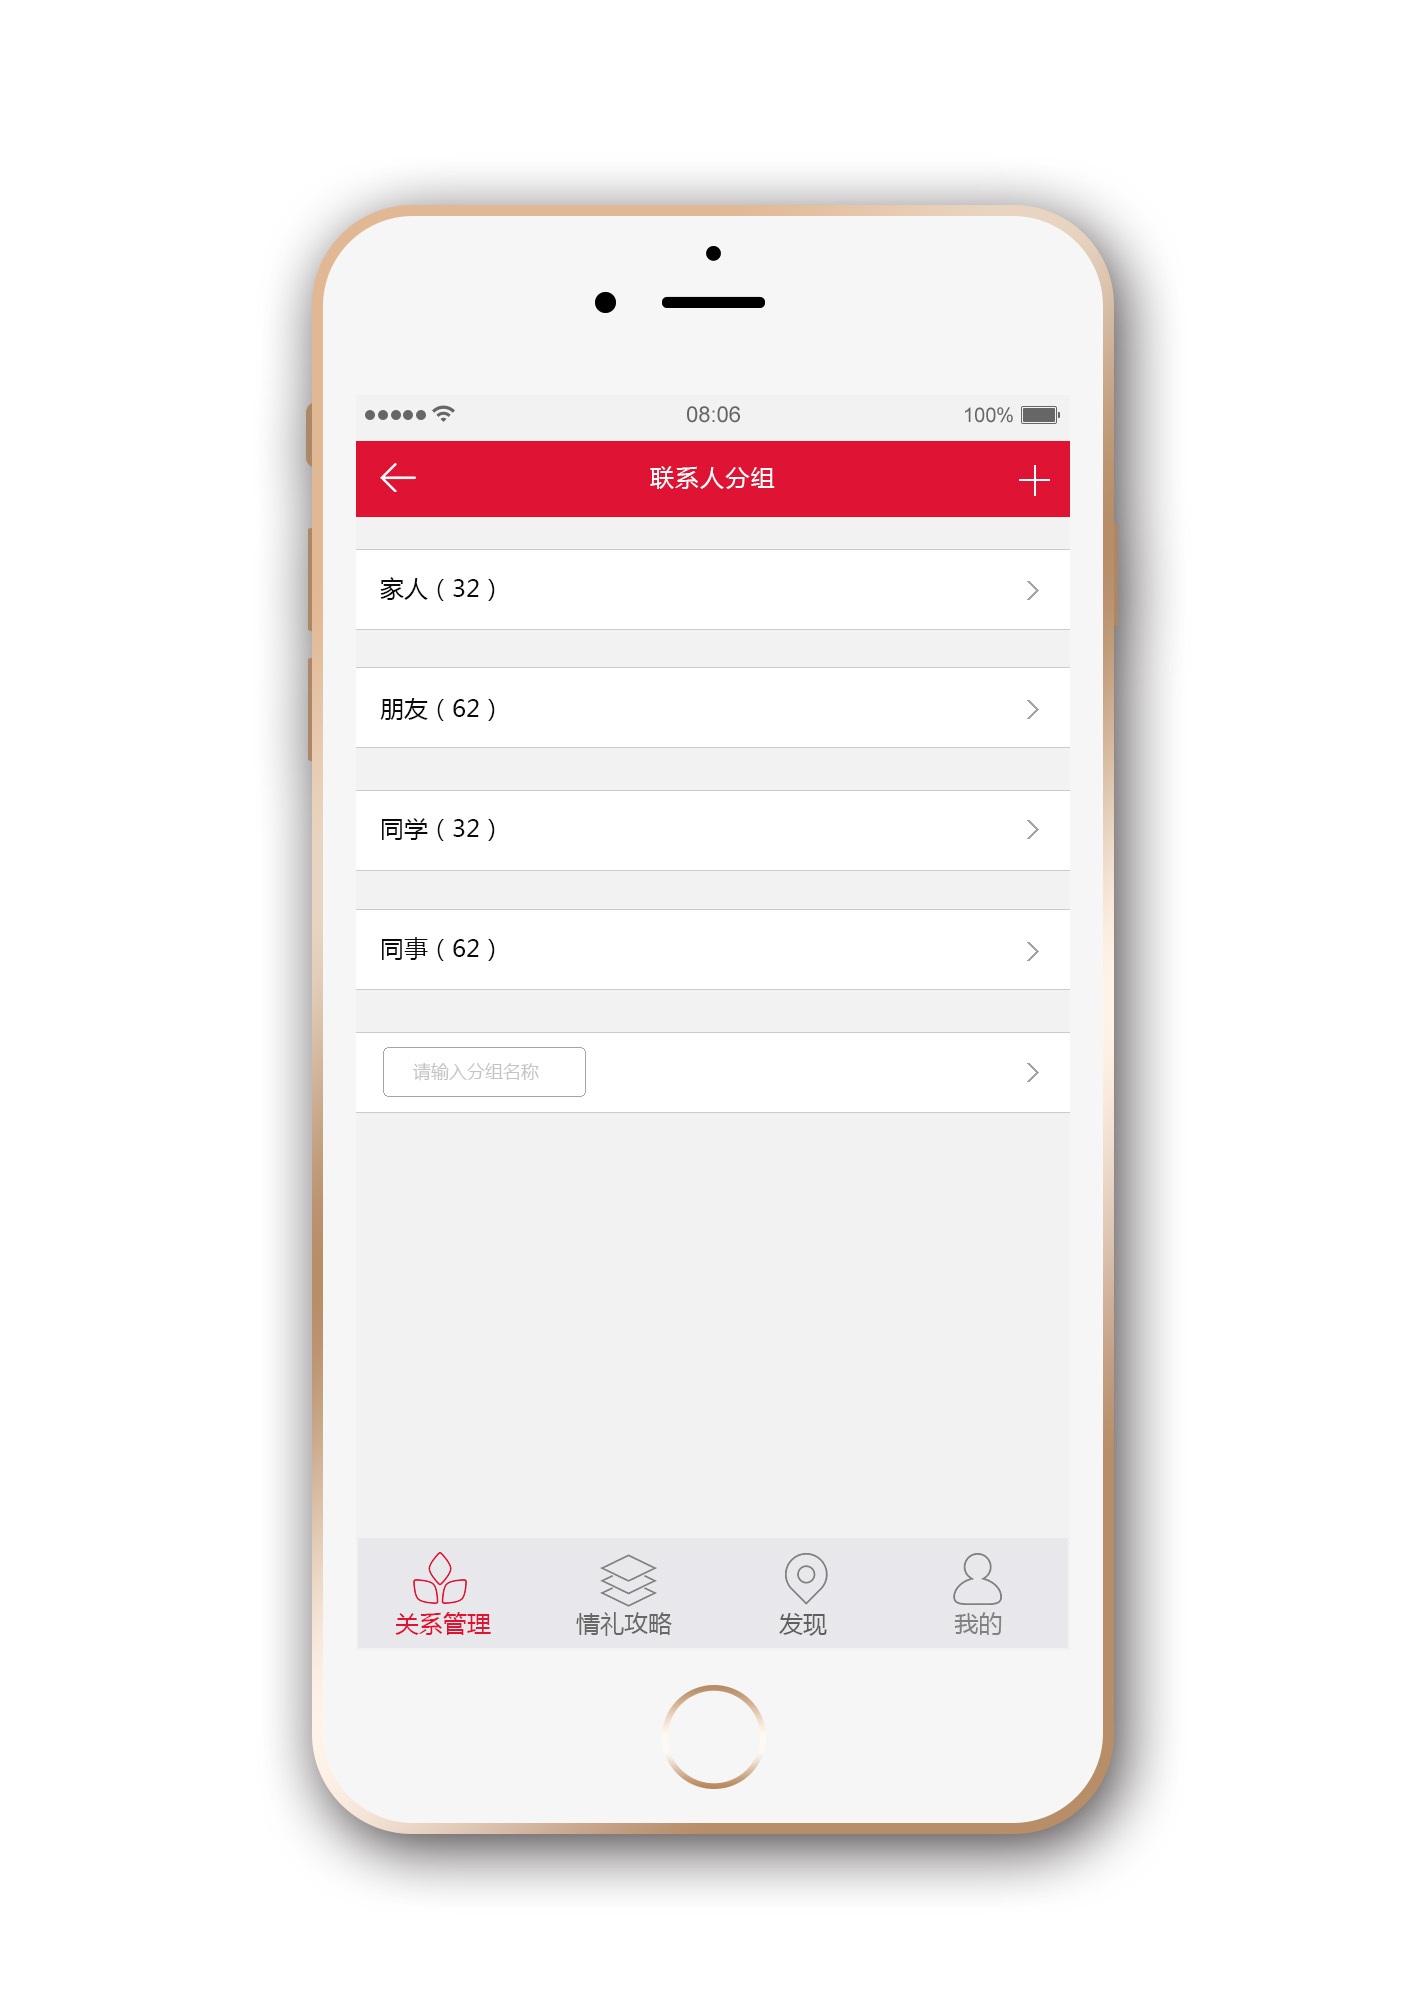 08:06
100%
联系人分组
家人（32）
朋友（62）
同学（32）
同事（62）
请输入分组名称
关系管理
情礼攻略
发现
我的